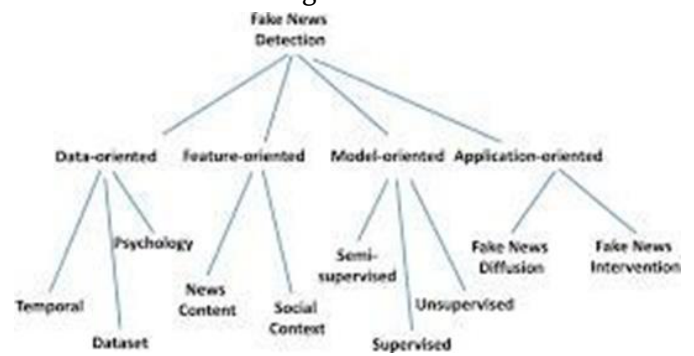 Fake News
Detection
Data-oriented Feature-oriented Model-oriented Application-oriented
Psychology
Temporal
Dataset
News
Content
Social
Context
Semi-
supervised
Unsupervised
Supervised
Fake News
Diffusion
Fake News
Intervention